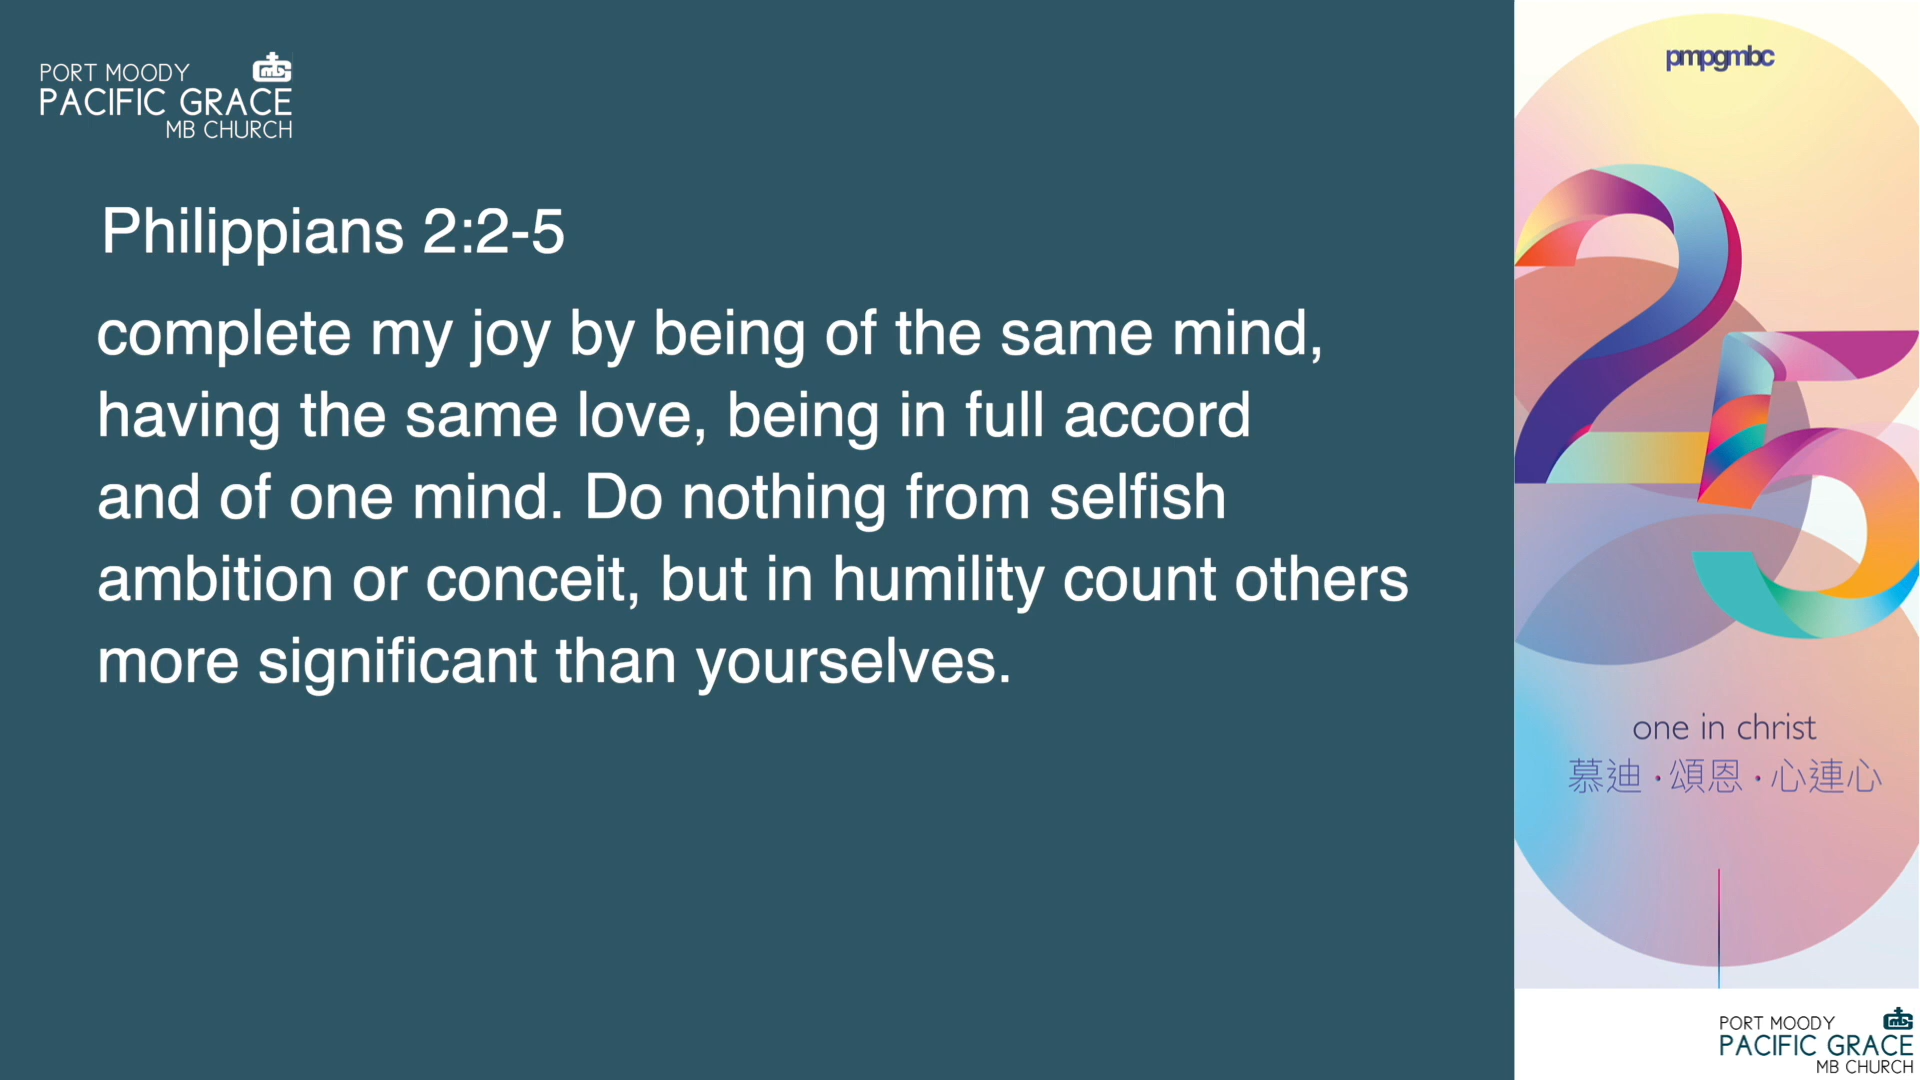 PORT MOODY
PACIFIC GRACE
MB CHURCH
Philippians 2:2-5
complete my joy by being of the same mind,
having the same love, being in full accord
and of one mind. Do nothing from selfish
ambition or conceit, but in humility count others
more significant than yourselves.
pmpgmbc
25
one in christ
慕迪·頌恩·心連心
PORT MOODY
PACIFIC GRACE
MB CHURCH